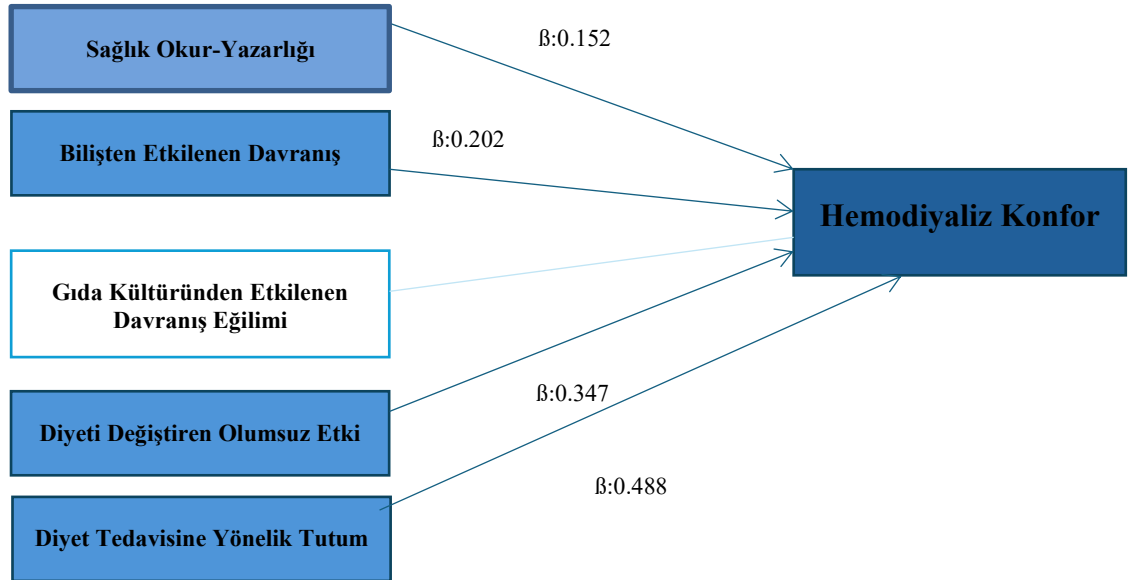 Sağlık Okur-Yazarlığı
ß:0.152
Bilişten Etkilenen Davranış
ß:0.202
Hemodiyaliz Konfor
Gıda Kültüründen Etkilenen
Davranış Eğilimi
ß:0.347
Diyeti Değiştiren Olumsuz Etki
ß:0.488
Diyet Tedavisine Yönelik Tutum